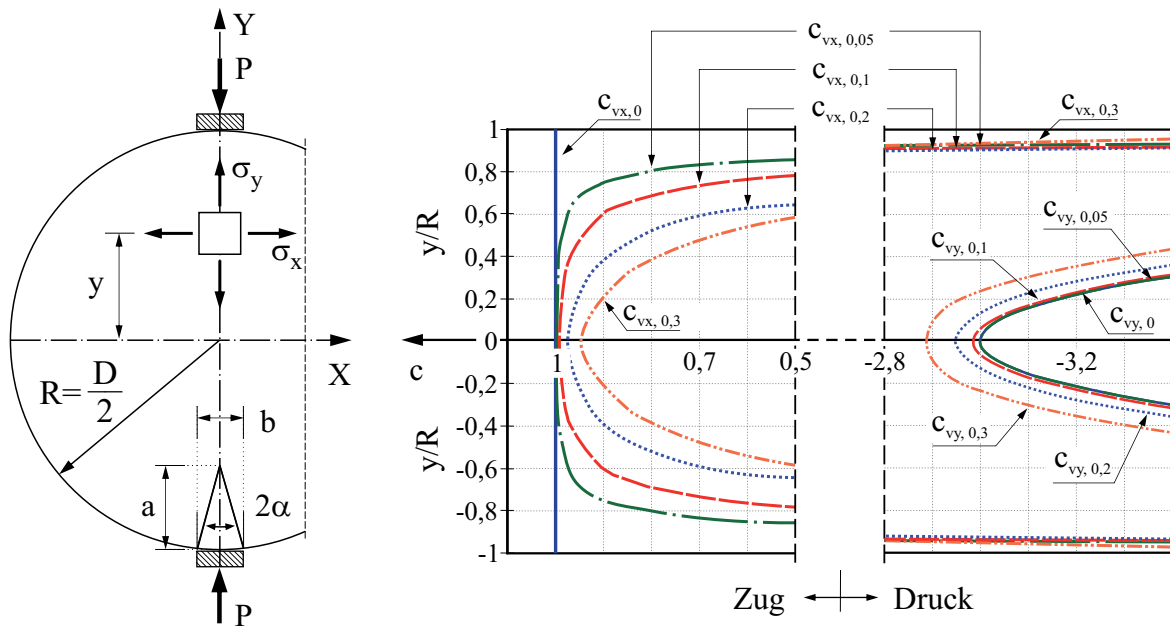 Y
P
σy
σx
y
X
R=D/2
b
a
2α
P
cvx, 0,05
cvx, 0,1
cvx, 0,2
cvx,0
cvx, 0,3
1
0,8
0,6
0,4
0,2
0
-0,2
-0,4
-0,6
-0,8
-1
y/R
y/R
c
1
0,7
0,5
-2,8
-3,2
cvx, 0,3
cvy, 0,05
cvy, 0,1
cvy, 0
cvy, 0,3
cvy, 0,2
Zug
Druck